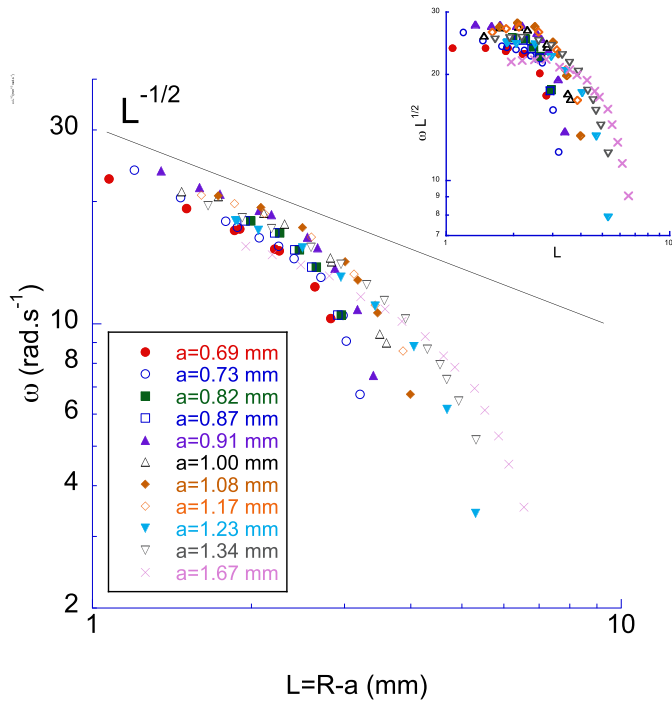 L-1/2
30
10
8
6
4
2
1
10
ω (rad.s-1)
L=R-a (mm)
a=0.69 mm
a=0.73 mm
a=0.82 mm
a=0.87 mm
a=0.91 mm
a=1.00 mm
a=1.08 mm
a=1.17 mm
a=1.23 mm
a=1.34 mm
a=1.67 mm
30
20
10
9
8
7
1
10
ω L1/2
L